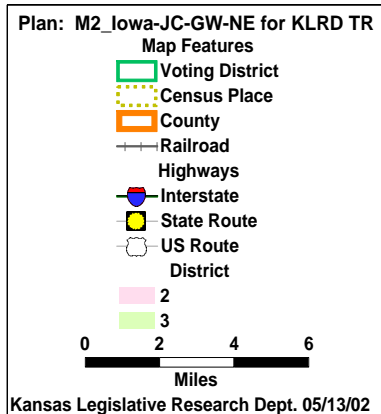 Plan: M2_Iowa-JC-GW-NE for KLRD TR
Map Features
Voting District
Census Place
County
Railroad
Highways
Interstate
State Route
US Route
District
2
3
0 2 4 6
Miles
Kansas Legislative Research Dept. 05/13/02